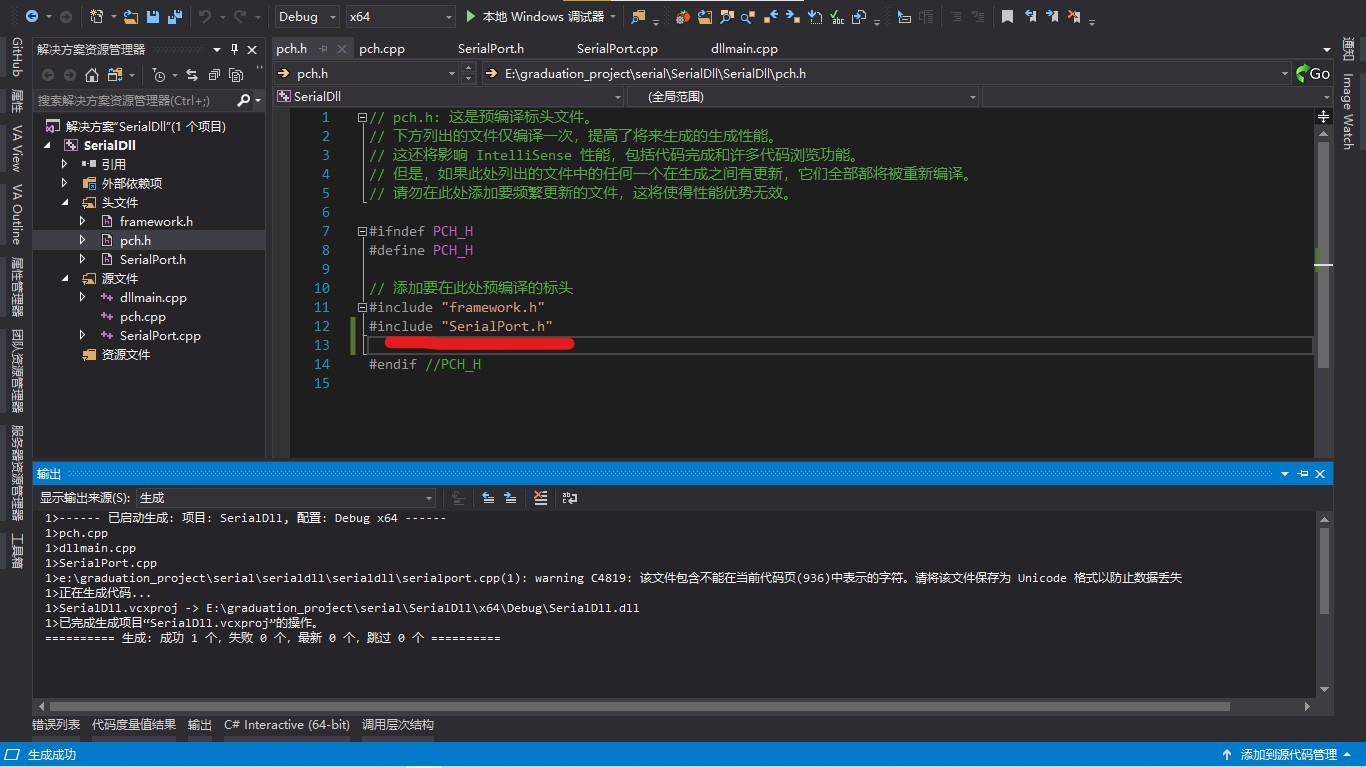 Debug
x64
本地 Windows 调试器
GitHub
属性
VA View
VA Outline
属性管理器
团队资源管理器
服务器资源管理器
工具箱
解决方案资源管理器
搜索解决方案资源管理器(Ctrl+;)
解决方案“SerialDll”(1 个项目)
SerialDll
引用
外部依赖项
头文件
framework.h
pch.h
SerialPort.h
源文件
dllmain.cpp
pch.cpp
SerialPort.cpp
资源文件
pch.h
pch.cpp
SerialPort.h
SerialPort.cpp
dllmain.cpp
pch.h
E:\graduation_project\serial\SerialDll\SerialDll\pch.h
Go
SerialDll
(全局范围)
1 // pch.h: 这是预编译标头文件。
2 // 下方列出的文件仅编译一次，提高了将来生成的生成性能。
3 // 这还将影响 IntelliSense 性能，包括代码完成和许多代码浏览功能。
4 // 但是，如果此处列出的文件中的任何一个在生成之间有更新，它们全部都将被重新编译。
5 // 请勿在此处添加要频繁更新的文件，这将使得性能优势无效。
6
7 #ifndef PCH_H
8 #define PCH_H
9
10 // 添加要在此处预编译的标头
11 #include "framework.h"
12 #include "SerialPort.h"
13
14 #endif //PCH_H
15
通知
Image Watch
输出
显示输出来源(S): 生成
1>------ 已启动生成: 项目: SerialDll, 配置: Debug x64 ------
1>pch.cpp
1>dllmain.cpp
1>SerialPort.cpp
1>e:\graduation_project\serial\serialdll\serialdll\serialport.cpp(1): warning C4819: 该文件包含不能在当前代码页(936)中表示的字符。请将该文件保存为 Unicode 格式以防止数据丢失
1>正在生成代码...
1>SerialDll.vcxproj -> E:\graduation_project\serial\SerialDll\x64\Debug\SerialDll.dll
1>已完成生成项目“SerialDll.vcxproj”的操作。
========== 生成: 成功 1 个，失败 0 个，最新 0 个，跳过 0 个 ==========
错误列表 代码度量值结果 输出 C# Interactive (64-bit) 调用层次结构
生成成功
添加到源代码管理